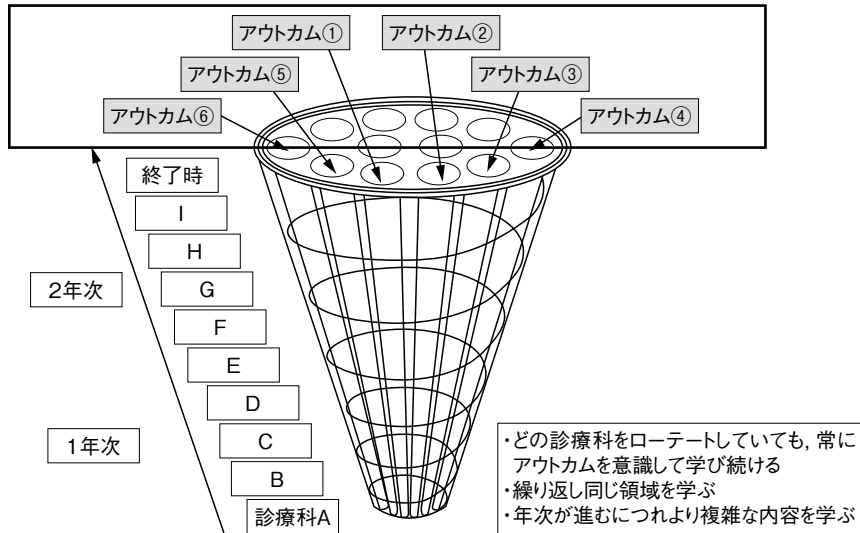 アウトカム①
アウトカム②
アウトカム⑤
アウトカム③
アウトカム⑥
アウトカム④
終了時
I
H
2年次
G
F
E
D
1年次
C
B
診療科A
・どの診療科をローテートしていても, 常に
アウトカムを意識して学び続ける
・繰り返し同じ領域を学ぶ
・年次が進むにつれより複雑な内容を学ぶ